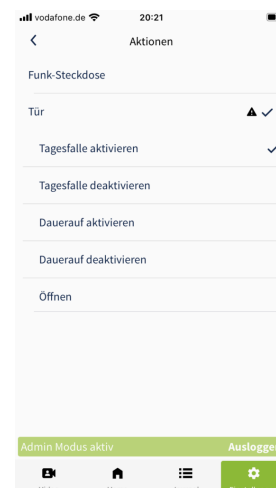 vodafone.de 20:21
Aktionen
Funk-Steckdose
Tür
Tagesfalle aktivieren
Tagesfalle deaktivieren
Dauerauf aktivieren
Dauerauf deaktivieren
Öffnen
Admin Modus aktiv Auslogge